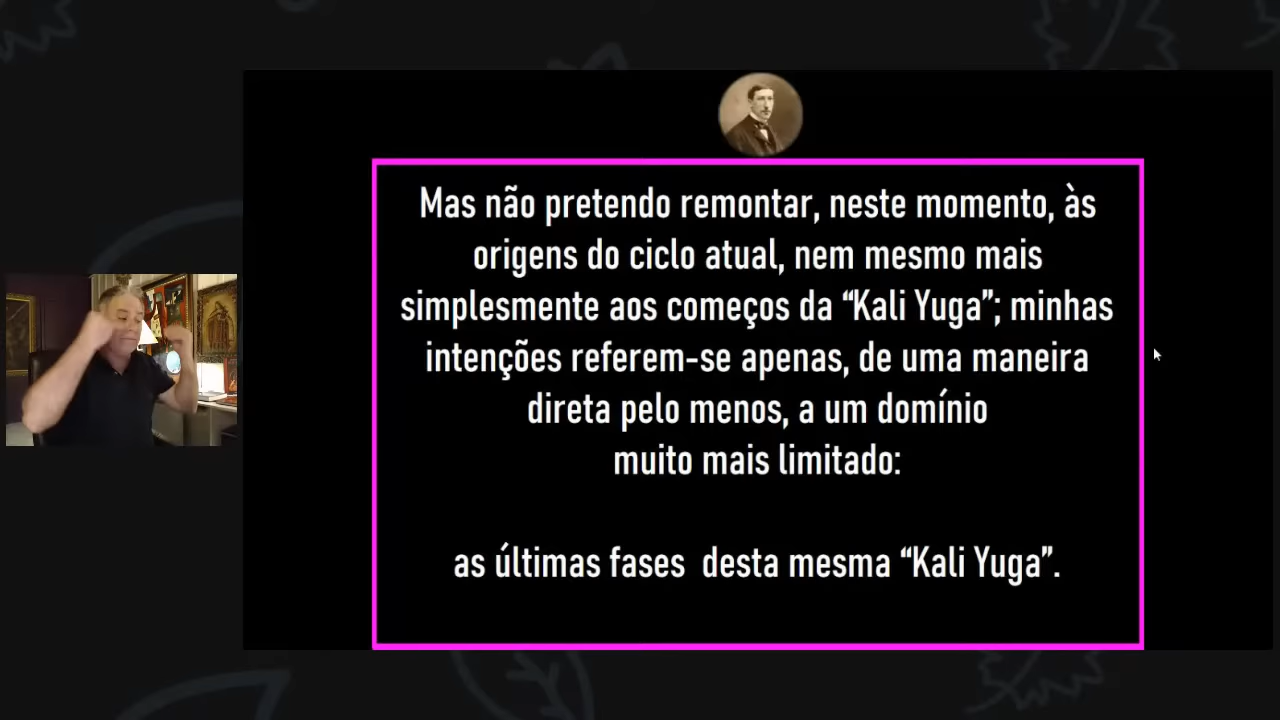 Mas não pretendo remontar, neste momento, às
origens do ciclo atual, nem mesmo mais
simplesmente aos começos da “Kali Yuga”; minhas
intenções referem-se apenas, de uma maneira
direta pelo menos, a um domínio
muito mais limitado:
as últimas fases desta mesma “Kali Yuga”.